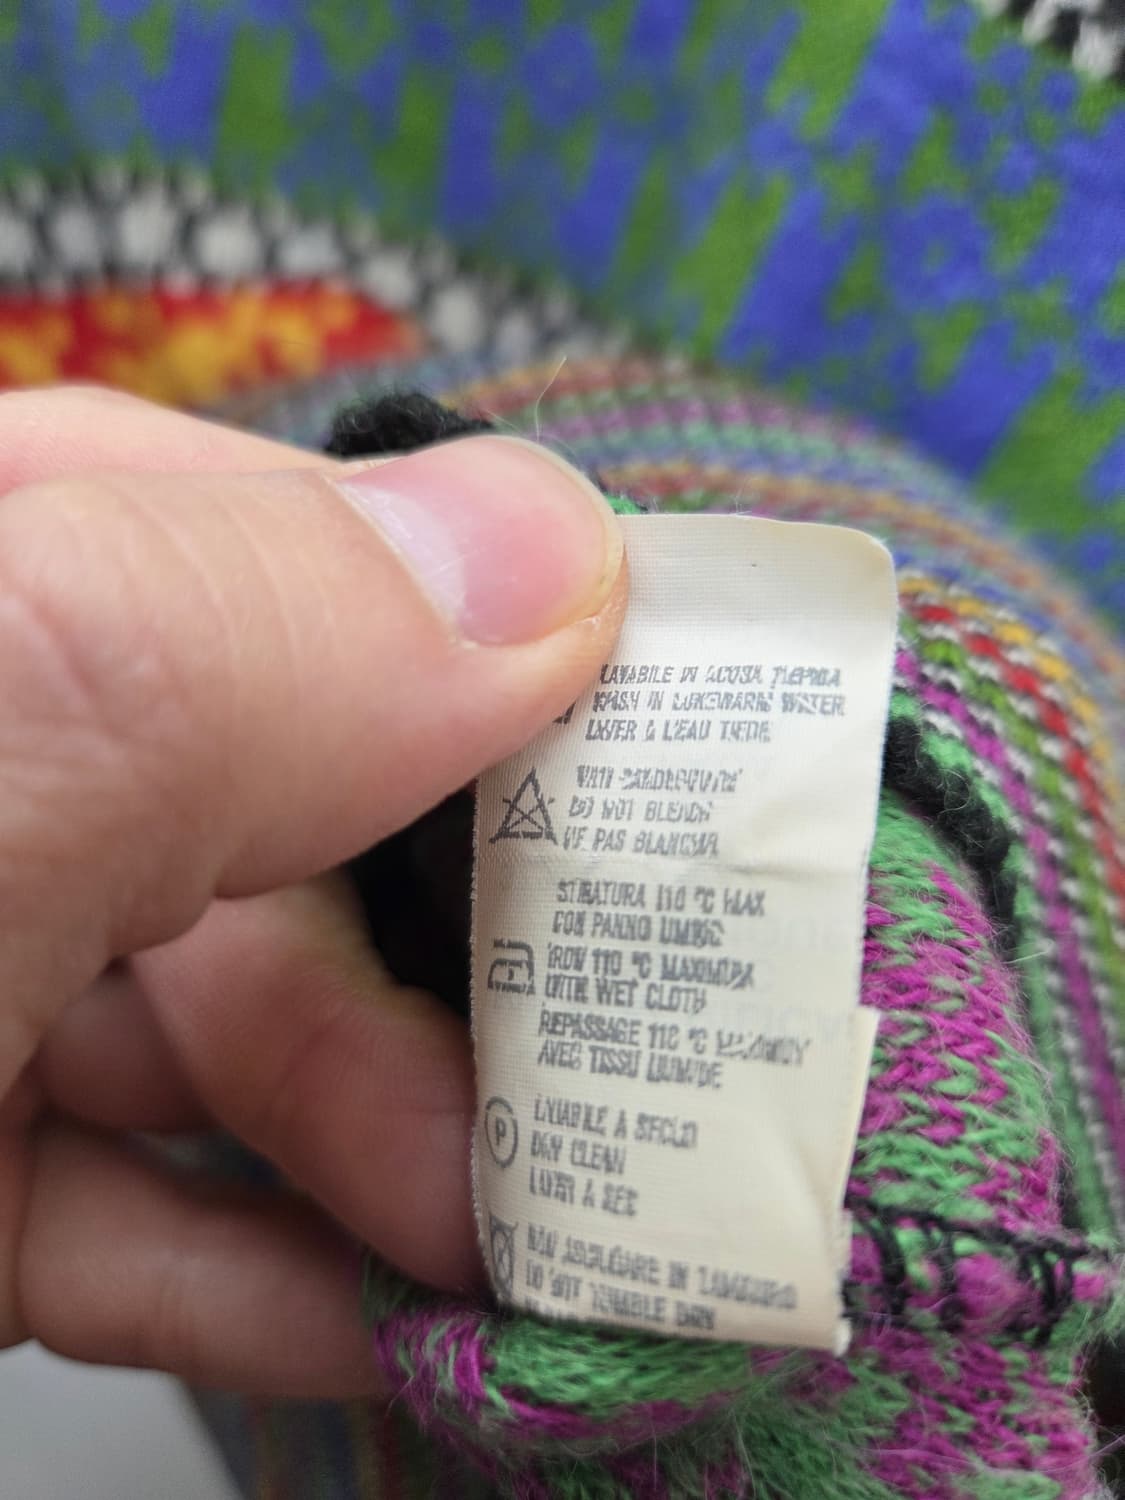 LAVABILE IN ACQUA TIEPIDA
WASH IN LUKEWARM WATER
LAVER A L'EAU TIEDE
NON CANDEGGIARE
DO NOT BLEACH
NE PAS BLANCHIR
STIRATURA 110 °C MAX
CON PANNO UMIDO
IRON 110 °C MAXIMUM
WITH WET CLOTH
REPASSAGE 110 °C MAXIMUM
AVEC TISSU HUMIDE
P
LAVABILE A SECCO
DRY CLEAN
LAVER A SEC
NON ASCIUGARE IN TAMBURO
DO NOT TUMBLE DRY